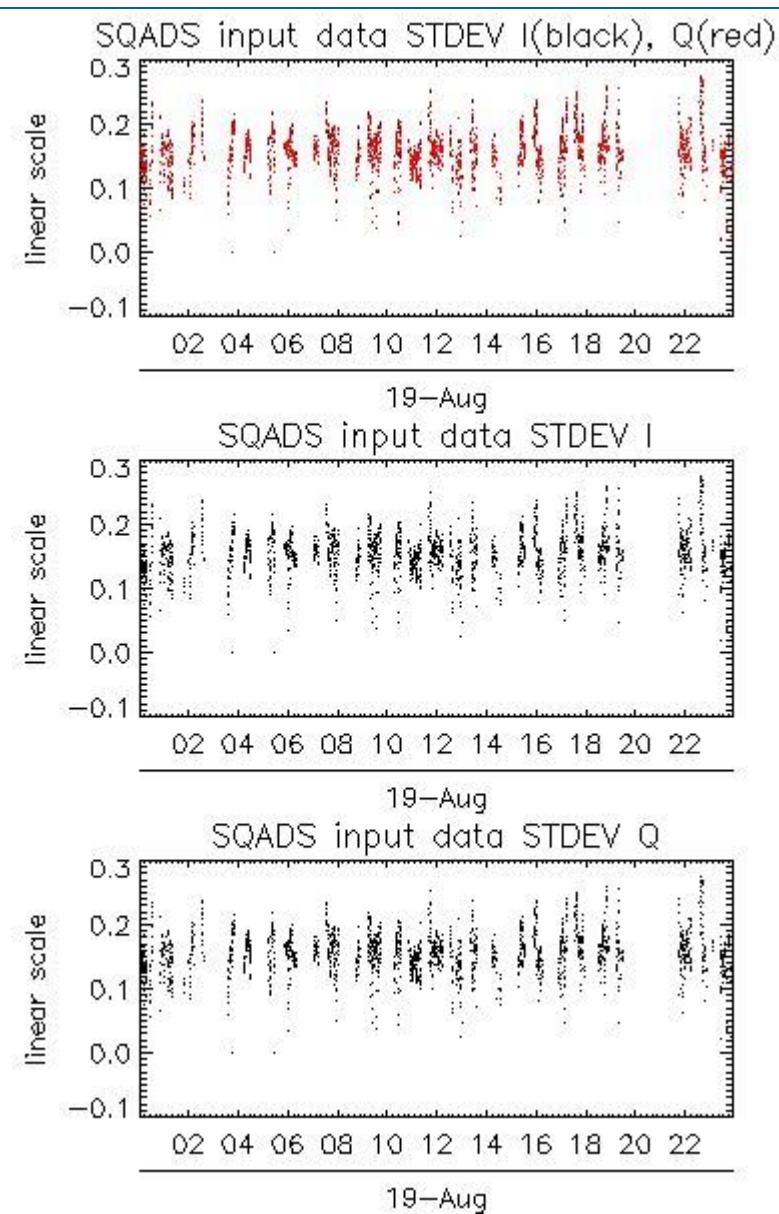 SQADS input data STDEV I(black), Q(red)
0.3
0.2
0.1
0.0
−0.1
linear scale
02 04 06 08 10 12 14 16 18 20 22
19−Aug
SQADS input data STDEV I
0.3
0.2
0.1
0.0
−0.1
linear scale
02 04 06 08 10 12 14 16 18 20 22
19−Aug
SQADS input data STDEV Q
0.3
0.2
0.1
0.0
−0.1
linear scale
02 04 06 08 10 12 14 16 18 20 22
19−Aug